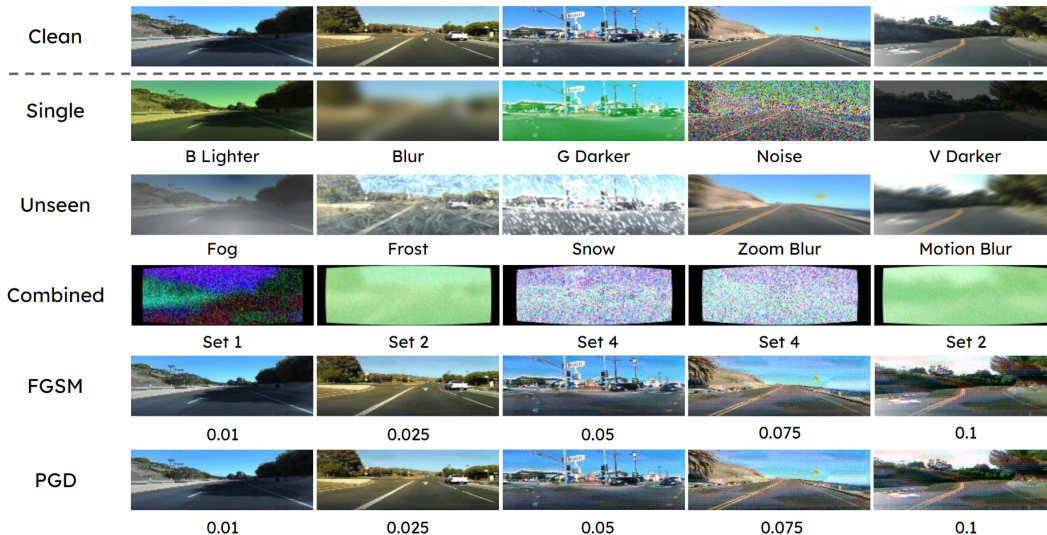 Clean
Single
B Lighter Blur G Darker Noise V Darker
Unseen
Fog Frost Snow Zoom Blur Motion Blur
Combined
Set 1 Set 2 Set 4 Set 4 Set 2
FGSM
0.01 0.025 0.05 0.075 0.1
PGD
0.01 0.025 0.05 0.075 0.1